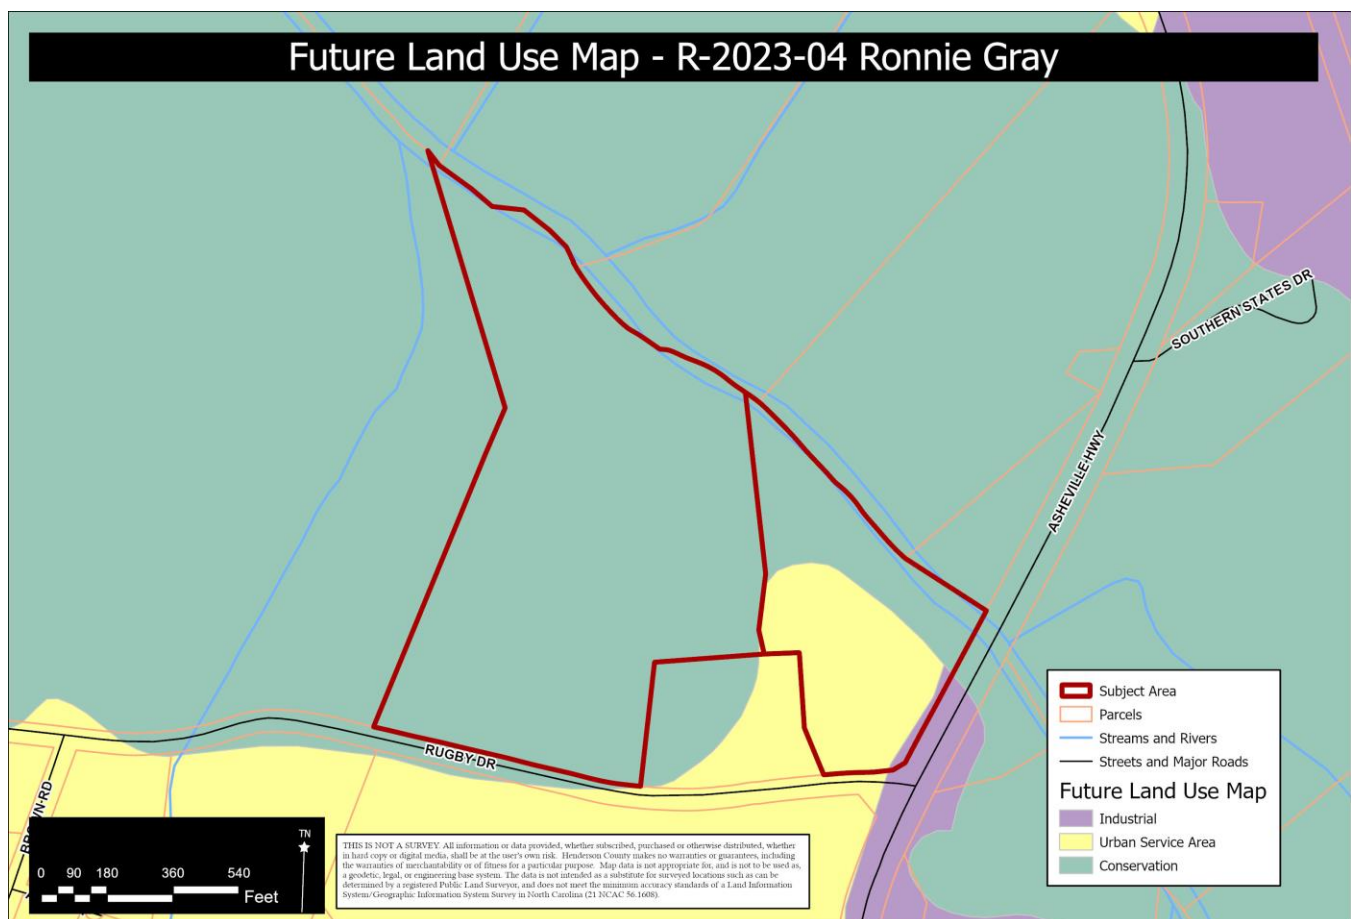 Future Land Use Map - R-2023-04 Ronnie Gray
SOUTHERN STATES DR
ASHEVILLE HWY
RUGBY DR
BROWN RD
Subject Area
Parcels
Streams and Rivers
Streets and Major Roads
Future Land Use Map
Industrial
Urban Service Area
Conservation
TN
0 90 180 360 540
Feet
THIS IS NOT A SURVEY. All information or data provided, whether subscribed, purchased or otherwise distributed, whether
in hard copy or digital media, shall be at the user's own risk. Henderson County makes no warranties or guarantees, including
the warranties of merchantability or of fitness for a particular purpose. Map data is not appropriate for, and is not to be used as,
a geodetic, legal, or engineering base system. The data is not intended as a substitute for surveyed locations such as can be
determined by a registered Public Land Surveyor, and does not meet the minimum accuracy standards of a Land Information
System/Geographic Information System Survey in North Carolina (21 NCAC 56.1608).